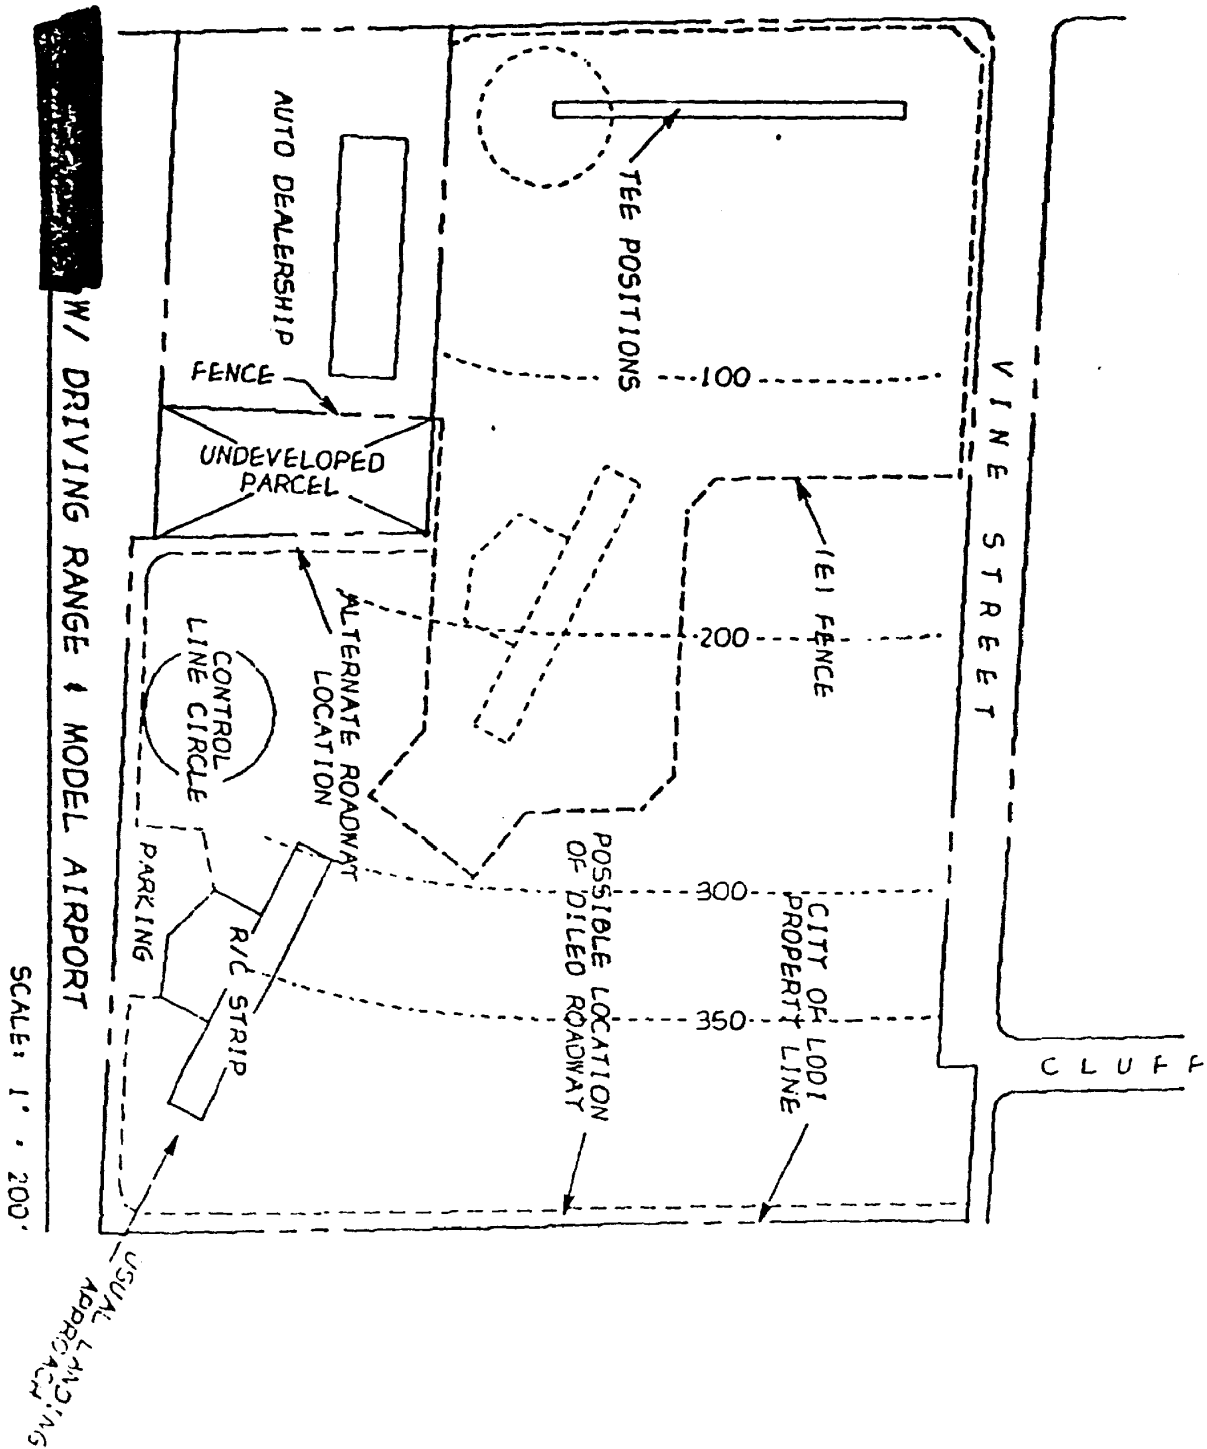 VINE STREET
CLUFF
TEE POSITIONS
100
(E) FENCE
200
300
350
CITY OF LODI
PROPERTY LINE
POSSIBLE LOCATION
OF OILED ROADWAY
AUTO DEALERSHIP
FENCE
UNDEVELOPED
PARCEL
ALTERNATE ROADWAY
LOCATION
CONTROL
LINE CIRCLE
PARKING
R/C STRIP
USUAL LANDING
APPROACH
W/ DRIVING RANGE & MODEL AIRPORT
SCALE: 1" = 200'